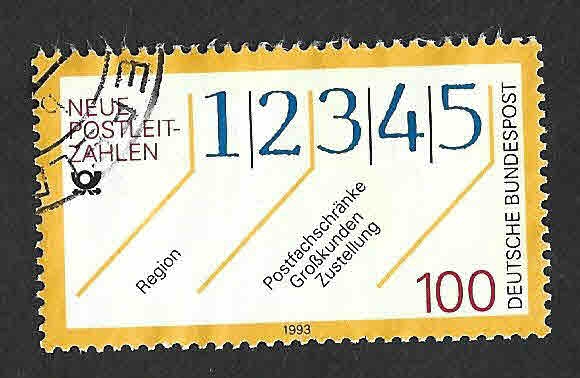 NEUE
POSTLEIT-
ZAHLEN
1|2|3|4|5
Region
Postfachschränke
Großkunden
Zustellung
100
DEUTSCHE BUNDESPOST
1993